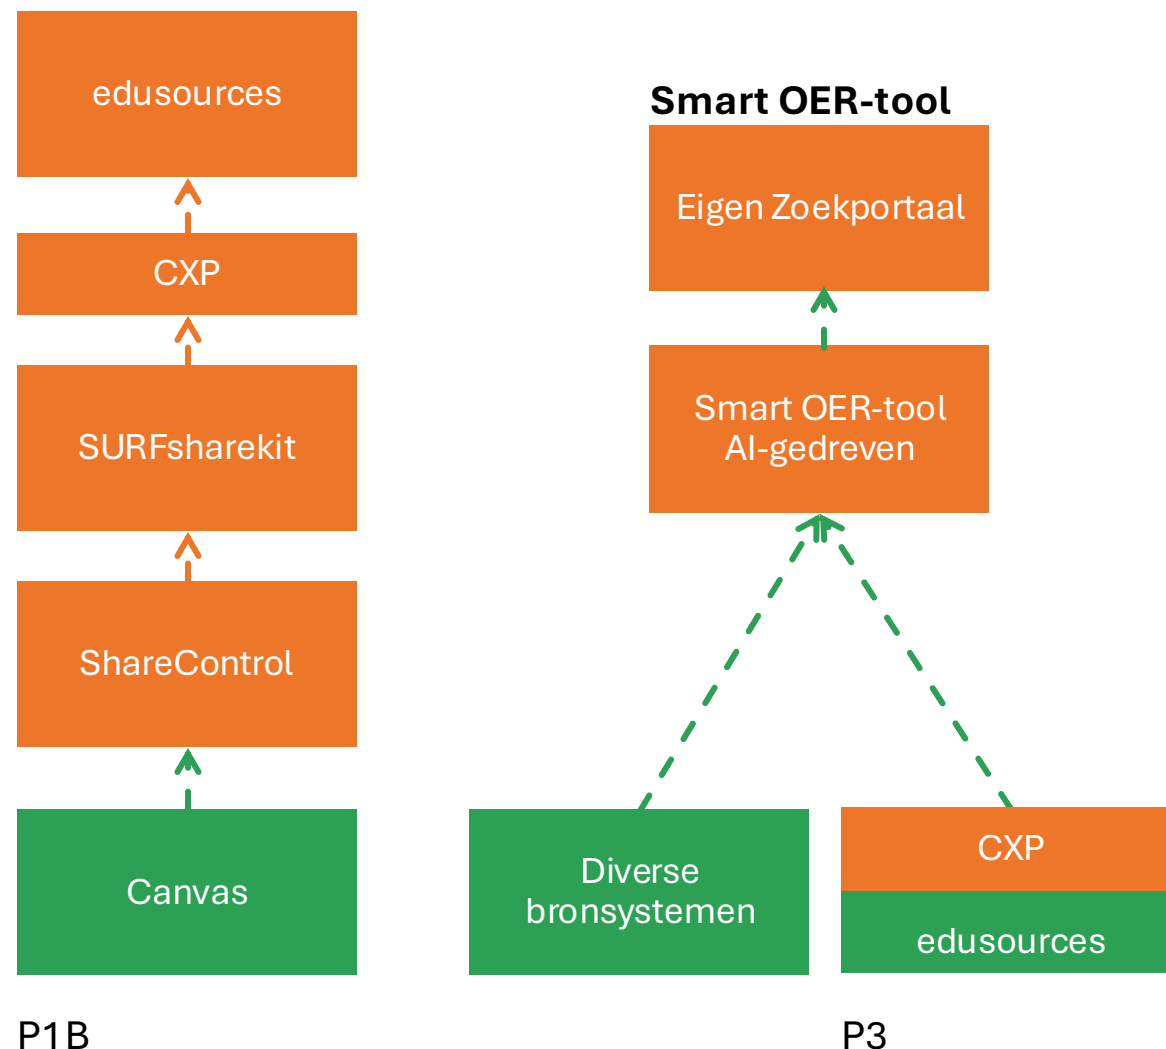 edusources
CXP
SURFsharekit
ShareControl
Canvas
P1B
Smart OER-tool
Eigen Zoekportaal
Smart OER-tool
AI-gedreven
Diverse
bronsystemen
CXP
edusources
P3